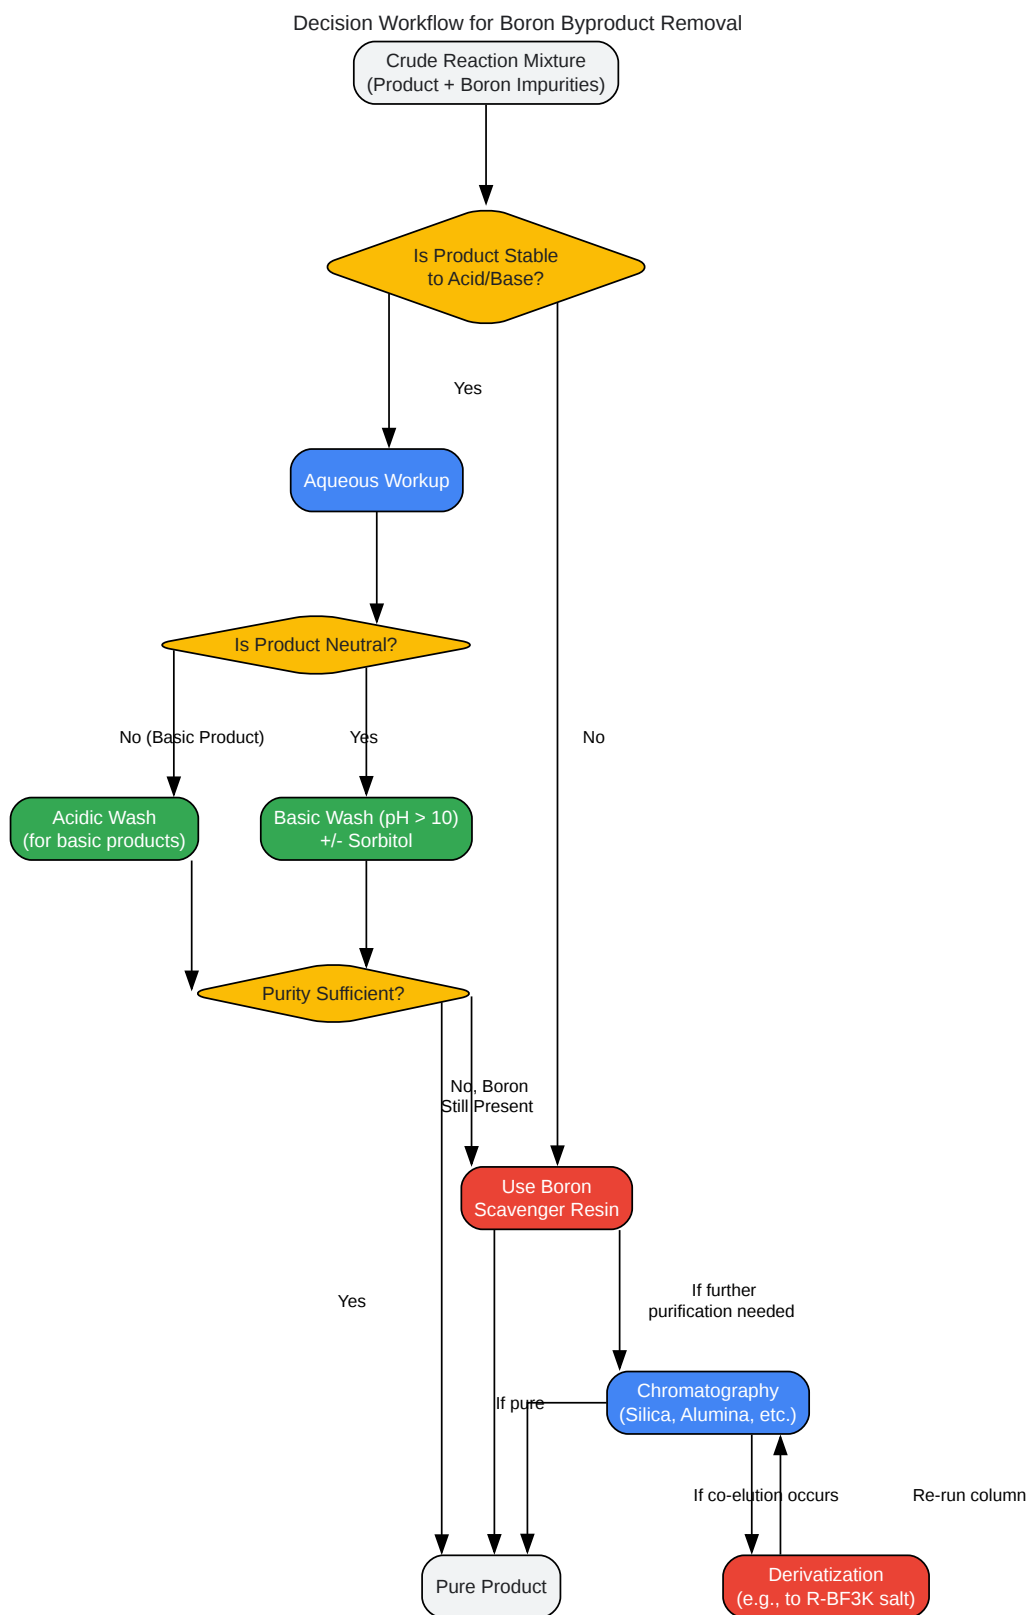 Decision Workflow for Boron Byproduct Removal
Crude Reaction Mixture
(Product + Boron Impurities)
Is Product Stable
to Acid/Base?
Yes
Aqueous Workup
Is Product Neutral?
No (Basic Product)
Yes
No
Acidic Wash
(for basic products)
Basic Wash (pH > 10)
+/- Sorbitol
Purity Sufficient?
No, Boron
Still Present
Use Boron
Scavenger Resin
Yes
If further
purification needed
Chromatography
(Silica, Alumina, etc.)
If pure
If co-elution occurs
Re-run column
Pure Product
Derivatization
(e.g., to R-BF3K salt)